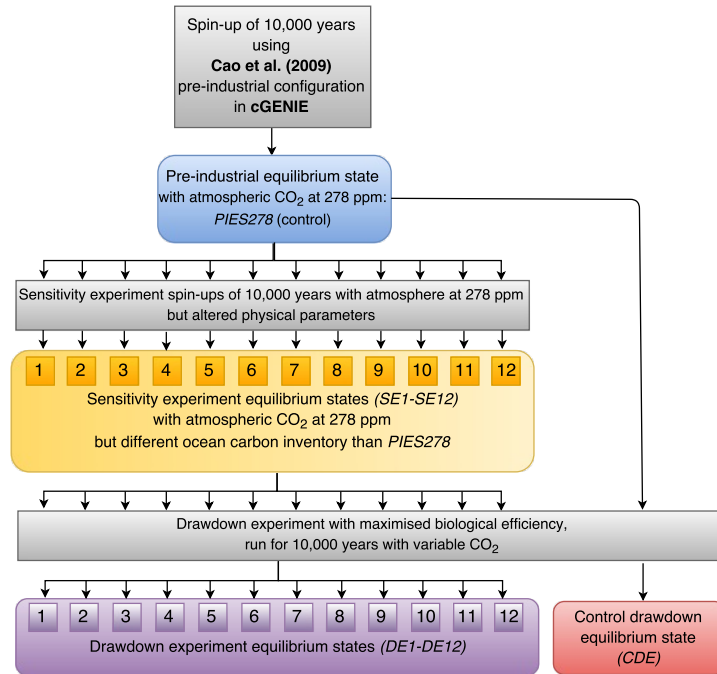 Spin-up of 10,000 years
using
Cao et al. (2009)
pre-industrial configuration
in cGENIE
Pre-industrial equilibrium state
with atmospheric CO2 at 278 ppm:
PIES278 (control)
Sensitivity experiment spin-ups of 10,000 years with atmosphere at 278 ppm
but altered physical parameters
1 2 3 4 5 6 7 8 9 10 11 12
Sensitivity experiment equilibrium states (SE1-SE12)
with atmospheric CO2 at 278 ppm
but different ocean carbon inventory than PIES278
Drawdown experiment with maximised biological efficiency,
run for 10,000 years with variable CO2
1 2 3 4 5 6 7 8 9 10 11 12
Drawdown experiment equilibrium states (DE1-DE12)
Control drawdown
equilibrium state
(CDE)